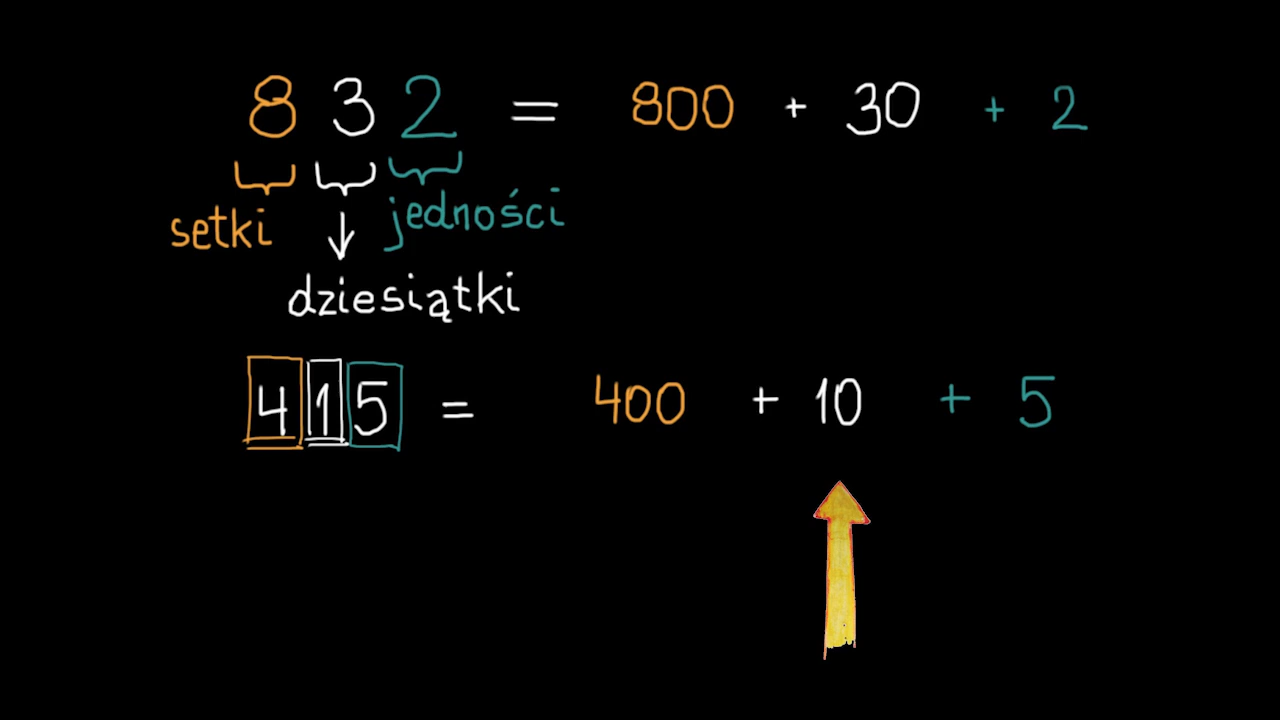 832 = 800 + 30 + 2
setki jedności
dziesiątki
415 = 400 + 10 + 5